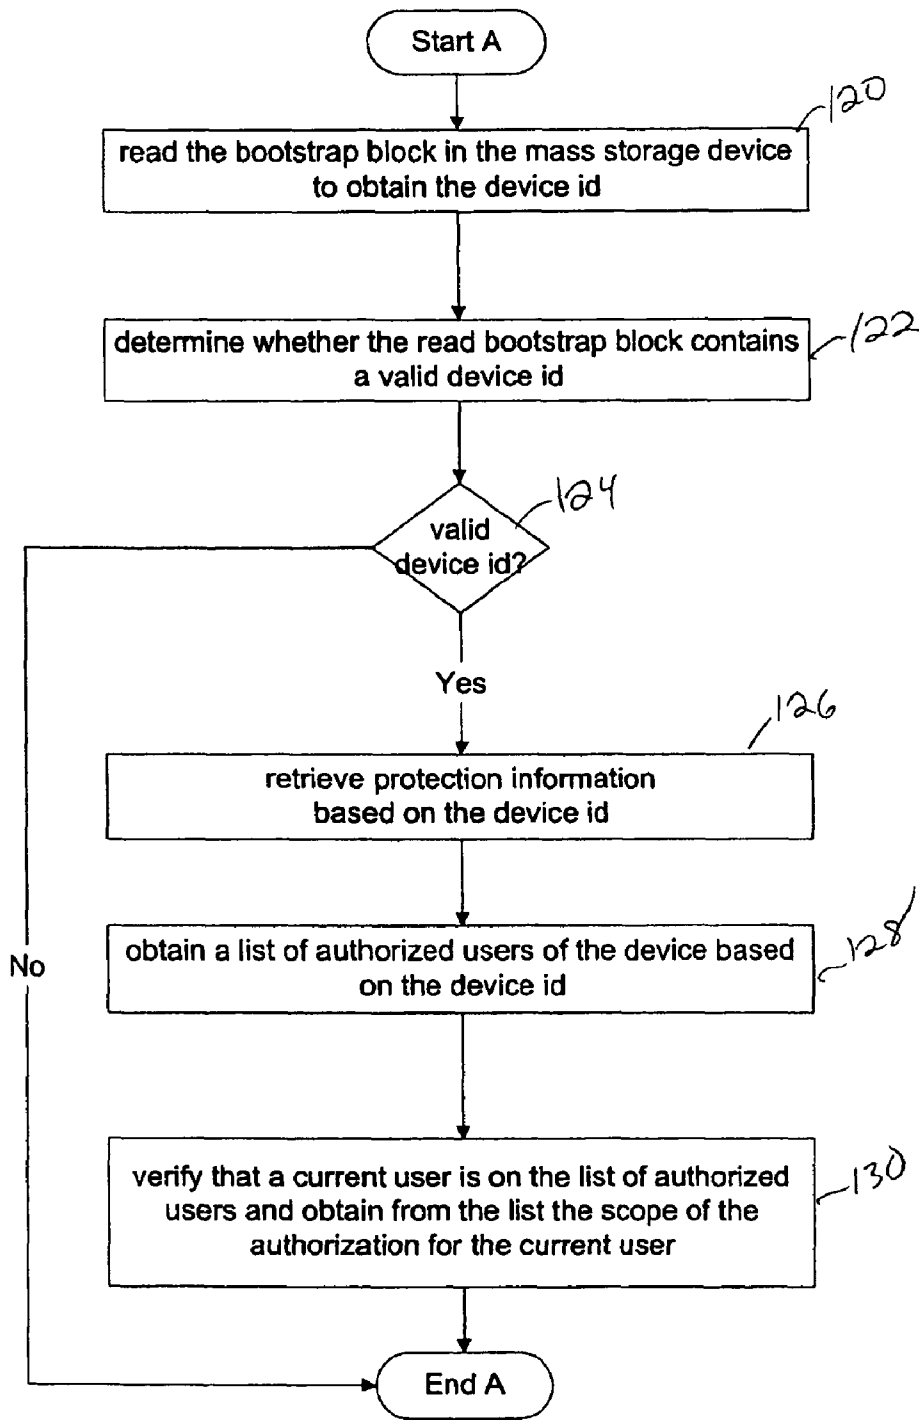 Start A
120
read the bootstrap block in the mass storage device
to obtain the device id
determine whether the read bootstrap block contains
a valid device id
122
124
valid
device id?
Yes
126
retrieve protection information
based on the device id
obtain a list of authorized users of the device based
on the device id
128
No
verify that a current user is on the list of authorized
users and obtain from the list the scope of the
authorization for the current user
130
End A